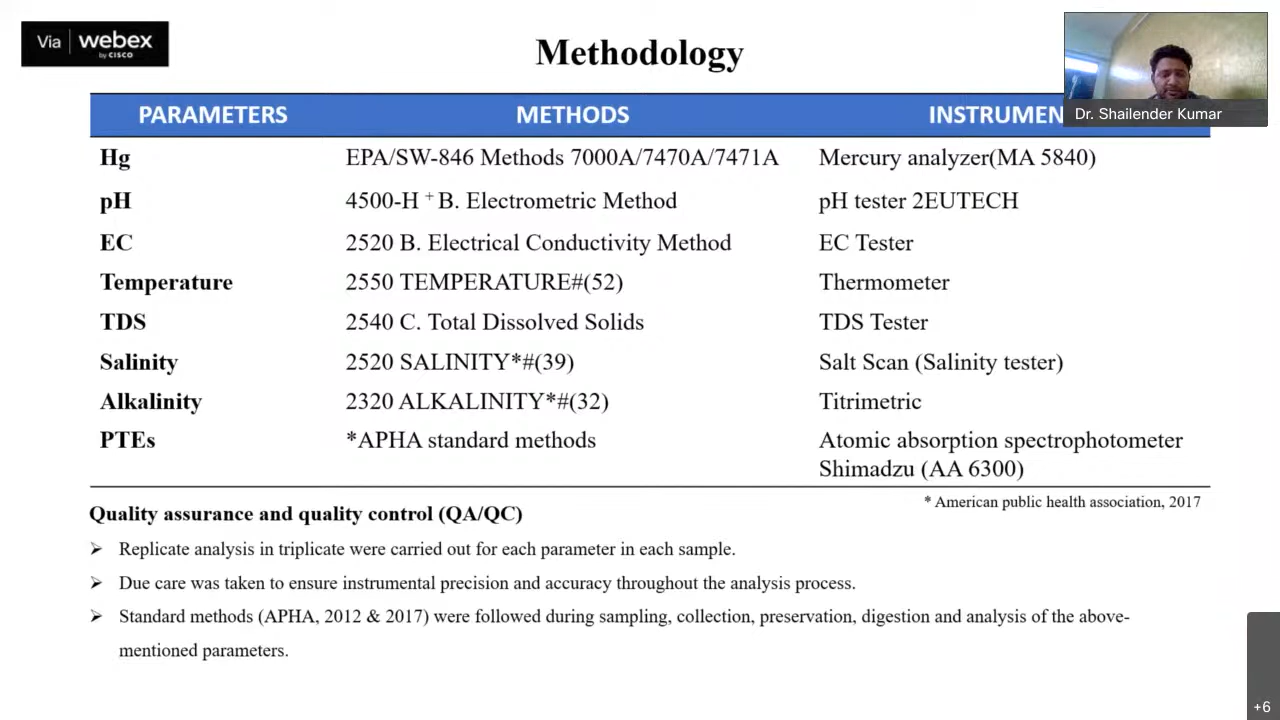 Via webex
by CISCO
Methodology
Dr. Shailender Kumar
PARAMETERS METHODS INSTRUMEN
Hg EPA/SW-846 Methods 7000A/7470A/7471A Mercury analyzer(MA 5840)
pH 4500-H + B. Electrometric Method pH tester 2EUTECH
EC 2520 B. Electrical Conductivity Method EC Tester
Temperature 2550 TEMPERATURE#(52) Thermometer
TDS 2540 C. Total Dissolved Solids TDS Tester
Salinity 2520 SALINITY*#(39) Salt Scan (Salinity tester)
Alkalinity 2320 ALKALINITY*#(32) Titrimetric
PTEs *APHA standard methods Atomic absorption spectrophotometer
Shimadzu (AA 6300)
* American public health association, 2017
Quality assurance and quality control (QA/QC)
➢ Replicate analysis in triplicate were carried out for each parameter in each sample.
➢ Due care was taken to ensure instrumental precision and accuracy throughout the analysis process.
➢ Standard methods (APHA, 2012 & 2017) were followed during sampling, collection, preservation, digestion and analysis of the above-
mentioned parameters.
+6